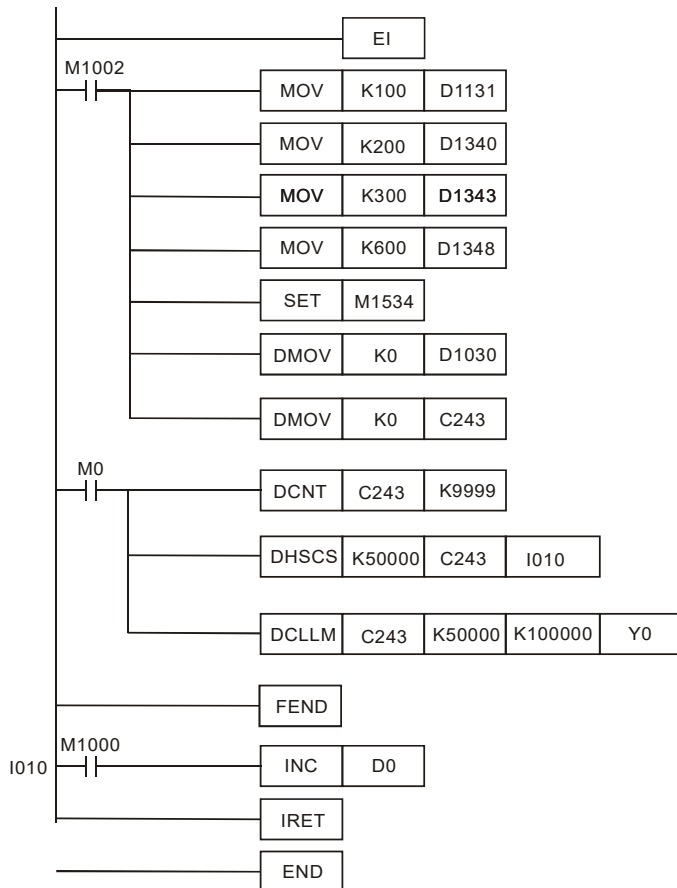 EI
M1002
MOV K100 D1131
MOV K200 D1340
MOV K300 D1343
MOV K600 D1348
SET M1534
DMOV K0 D1030
DMOV K0 C243
M0
DCNT C243 K9999
DHSCS K50000 C243 I010
DCLLM C243 K50000 K100000 Y0
FEND
M1000
I010 INC D0
IRET
END